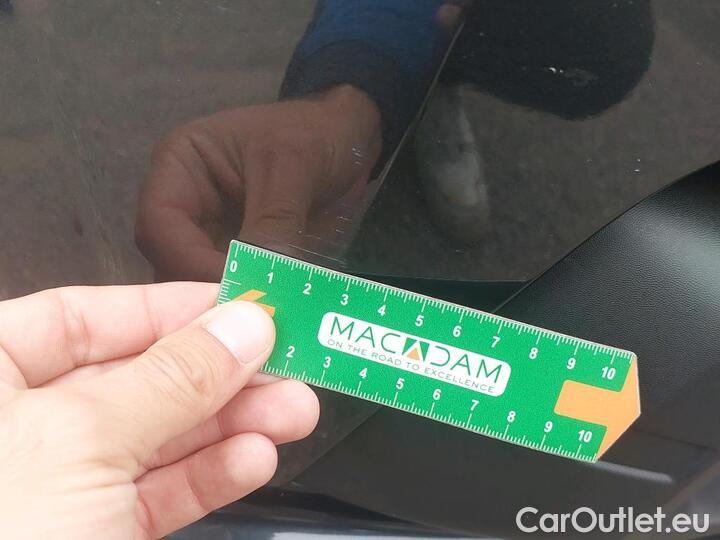 0 1 2 3 4 5 6 7 8 9 10
MACADAM
ON THE ROAD TO EXCELLENCE
2 3 4 5 6 7 8 9 10
CarOutlet.eu